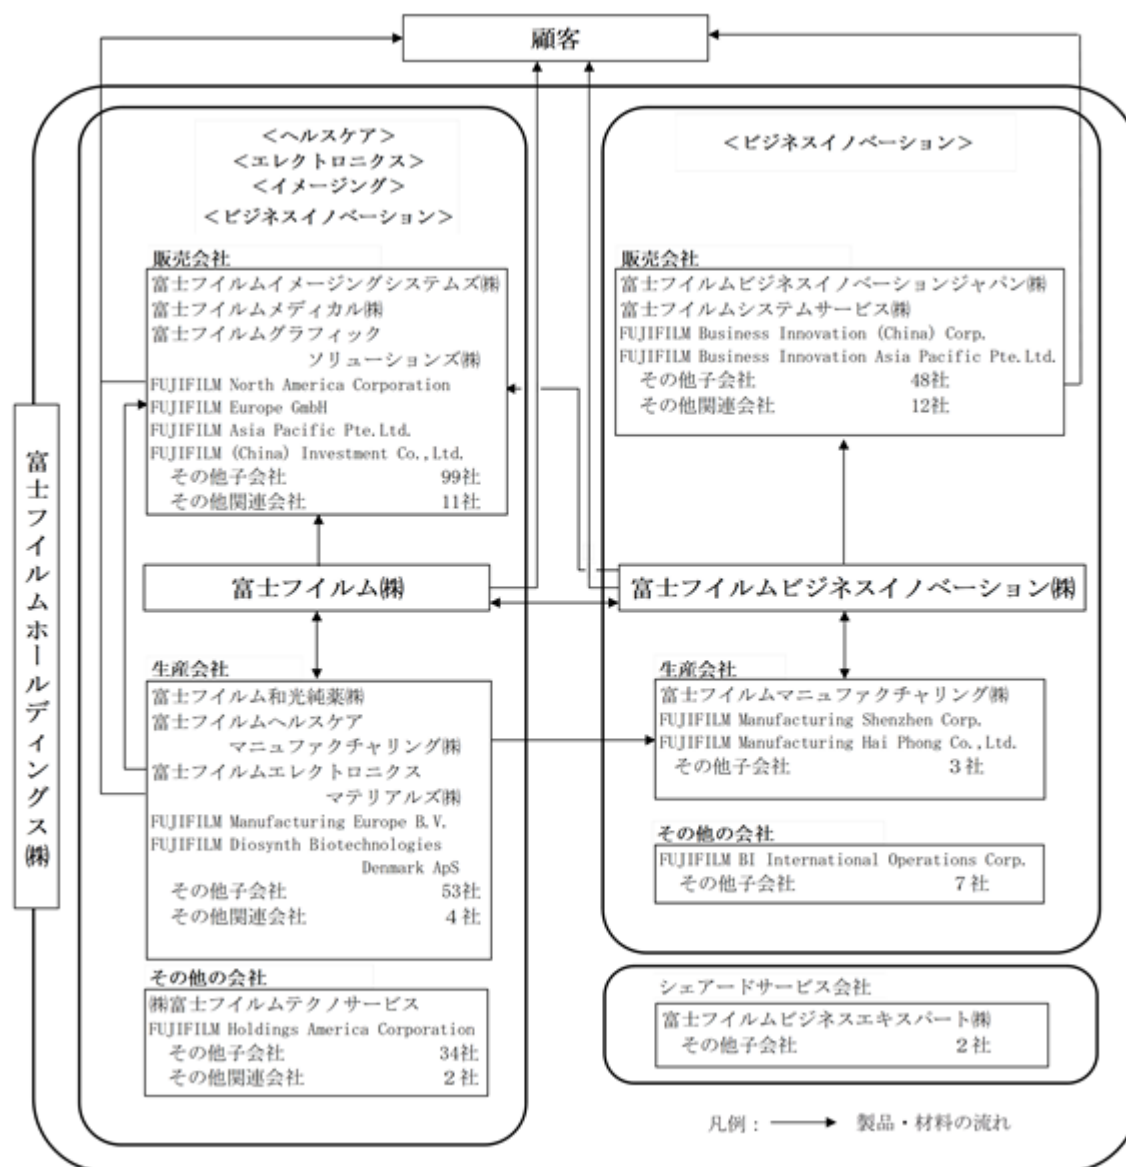 顧客
<ヘルスケア>
<エレクトロニクス>
<イメージング>
<ビジネスイノベーション>
販売会社
富士フイルムイメージングシステムズ㈱
富士フイルムメディカル㈱
富士フイルムグラフィック
ソリューションズ㈱
FUJIFILM North America Corporation
FUJIFILM Europe GmbH
FUJIFILM Asia Pacific Pte.Ltd.
FUJIFILM (China) Investment Co.,Ltd.
その他子会社 99社
その他関連会社 11社
富士フイルム㈱
生産会社
富士フイルム和光純薬㈱
富士フイルムヘルスケア
マニュファクチャリング㈱
富士フイルムエレクトロニクス
マテリアルズ㈱
FUJIFILM Manufacturing Europe B.V.
FUJIFILM Diosynth Biotechnologies
Denmark ApS
その他子会社 53社
その他関連会社 4社
その他の会社
㈱富士フイルムテクノサービス
FUJIFILM Holdings America Corporation
その他子会社 34社
その他関連会社 2社
<ビジネスイノベーション>
販売会社
富士フイルムビジネスイノベーションジャパン㈱
富士フイルムシステムサービス㈱
FUJIFILM Business Innovation (China) Corp.
FUJIFILM Business Innovation Asia Pacific Pte.Ltd.
その他子会社 48社
その他関連会社 12社
富士フイルムビジネスイノベーション㈱
生産会社
富士フイルムマニュファクチャリング㈱
FUJIFILM Manufacturing Shenzhen Corp.
FUJIFILM Manufacturing Hai Phong Co.,Ltd.
その他子会社 3社
その他の会社
FUJIFILM BI International Operations Corp.
その他子会社 7社
シェアードサービス会社
富士フイルムビジネスエキスパート㈱
その他子会社 2社
凡例： 製品・材料の流れ
富士フイルムホールディングス㈱